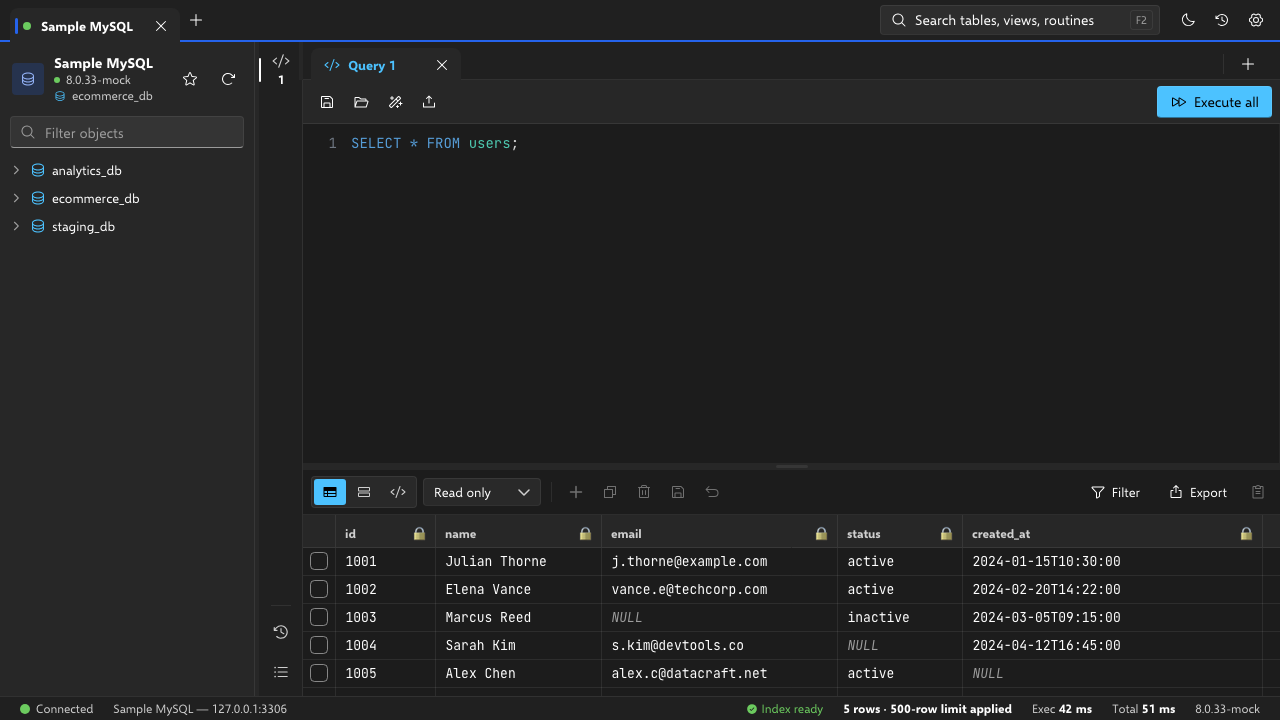 Sample MySQL
Search tables, views, routines F2
Sample MySQL
8.0.33-mock
ecommerce_db
Filter objects
analytics_db
ecommerce_db
staging_db
</> 1
</> Query 1
Execute all
1 SELECT * FROM users;
</> Read only Filter Export
id name email status created_at
1001 Julian Thorne j.thorne@example.com active 2024-01-15T10:30:00
1002 Elena Vance vance.e@techcorp.com active 2024-02-20T14:22:00
1003 Marcus Reed NULL inactive 2024-03-05T09:15:00
1004 Sarah Kim s.kim@devtools.co NULL 2024-04-12T16:45:00
1005 Alex Chen alex.c@datacraft.net active NULL
Connected Sample MySQL — 127.0.0.1:3306 Index ready 5 rows · 500-row limit applied Exec 42 ms Total 51 ms 8.0.33-mock